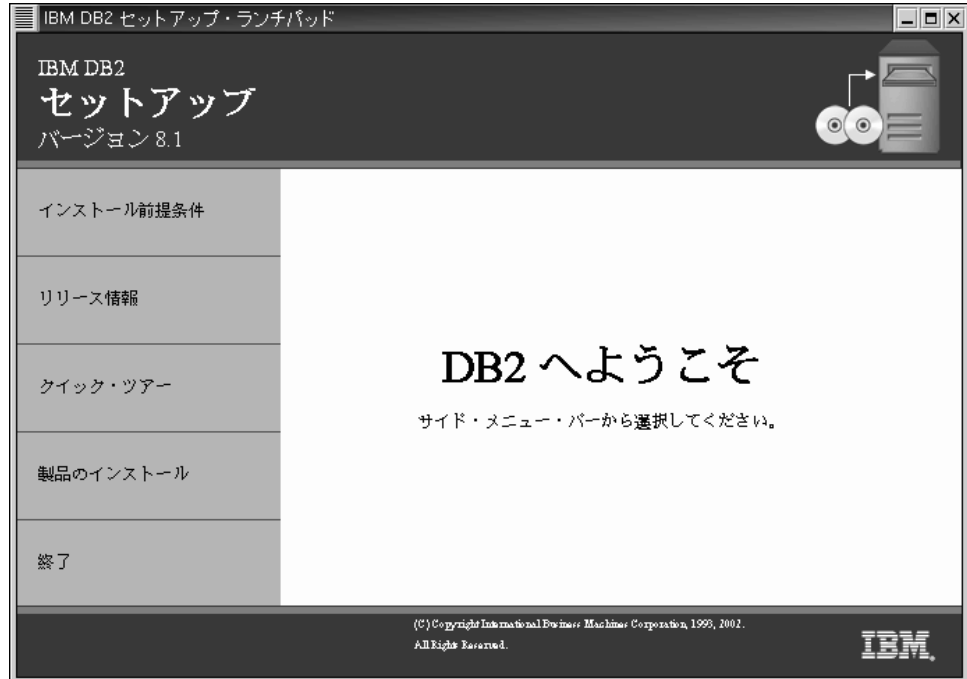 IBM DB2 セットアップ・ランチパッド
IBM DB2
セットアップ
バージョン 8.1
インストール前提条件
リリース情報
クイック・ツアー
製品のインストール
終了
DB2 へようこそ
サイド・メニュー・バーから選択してください。
(C) Copyright International Business Machines Corporation, 1993, 2002.
All Rights Reserved.
IBM.